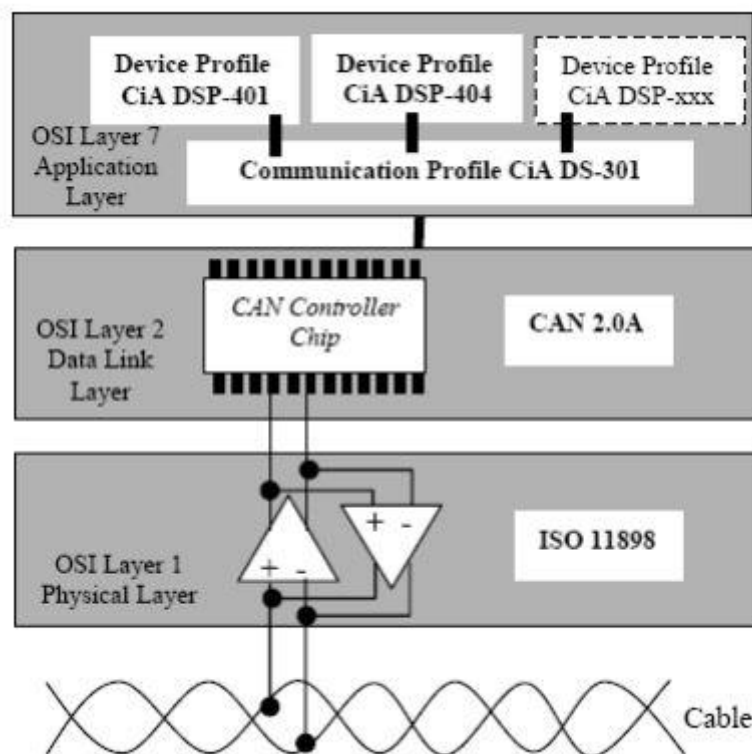 Device Profile
CiA DSP-401
Device Profile
CiA DSP-404
Device Profile
CiA DSP-xxx
OSI Layer 7
Application
Layer
Communication Profile CiA DS-301
CAN Controller
Chip
CAN 2.0A
OSI Layer 2
Data Link
Layer
+ -
ISO 11898
OSI Layer 1
Physical Layer
+ -
Cable